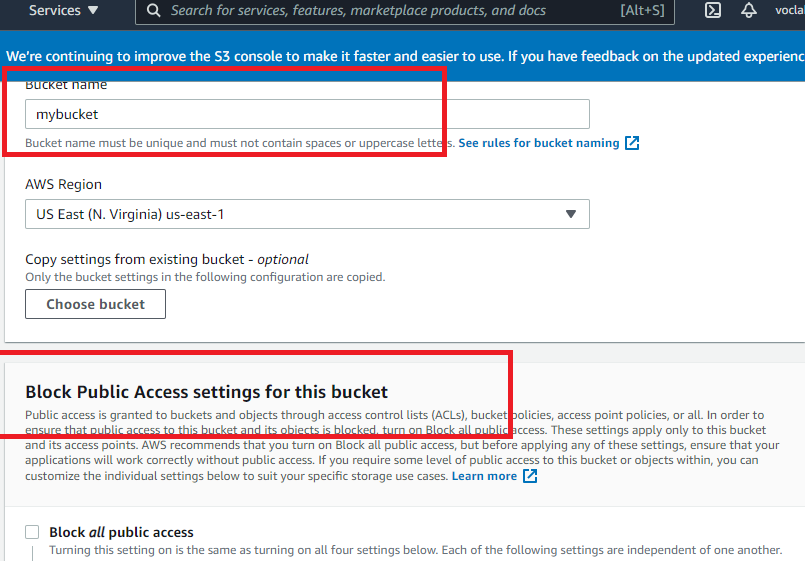 Services ▼ Search for services, features, marketplace products, and docs [Alt+S] voclab
We're continuing to improve the S3 console to make it faster and easier to use. If you have feedback on the updated experienc
Bucket name
mybucket
Bucket name must be unique and must not contain spaces or uppercase letters. See rules for bucket naming
AWS Region
US East (N. Virginia) us-east-1
Copy settings from existing bucket - optional
Only the bucket settings in the following configuration are copied.
Choose bucket
Block Public Access settings for this bucket
Public access is granted to buckets and objects through access control lists (ACLs), bucket policies, access point policies, or all. In order to
ensure that public access to this bucket and its objects is blocked, turn on Block all public access. These settings apply only to this bucket
and its access points. AWS recommends that you turn on Block all public access, but before applying any of these settings, ensure that your
applications will work correctly without public access. If you require some level of public access to this bucket or objects within, you can
customize the individual settings below to suit your specific storage use cases. Learn more
Block all public access
Turning this setting on is the same as turning on all four settings below. Each of the following settings are independent of one another.